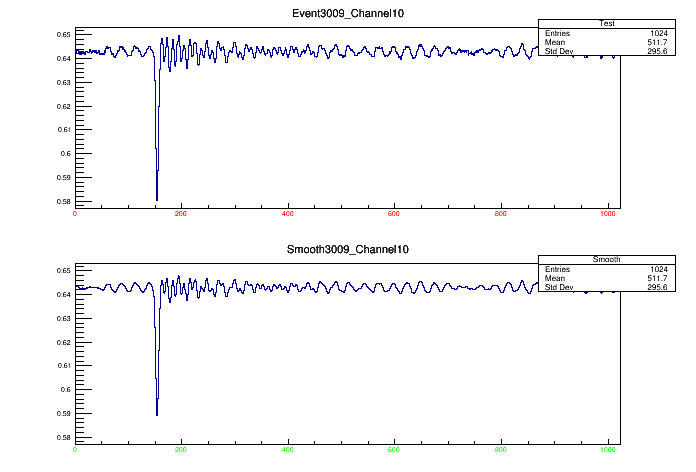 Event3009_Channel10
Test
Entries 1024
Mean 511.7
Std Dev 295.6
0.65
0.64
0.63
0.62
0.61
0.6
0.59
0.58
0 200 400 600 800 1000
Smooth3009_Channel10
Smooth
Entries 1024
Mean 511.7
Std Dev 295.6
0.65
0.64
0.63
0.62
0.61
0.6
0.59
0.58
0 200 400 600 800 1000